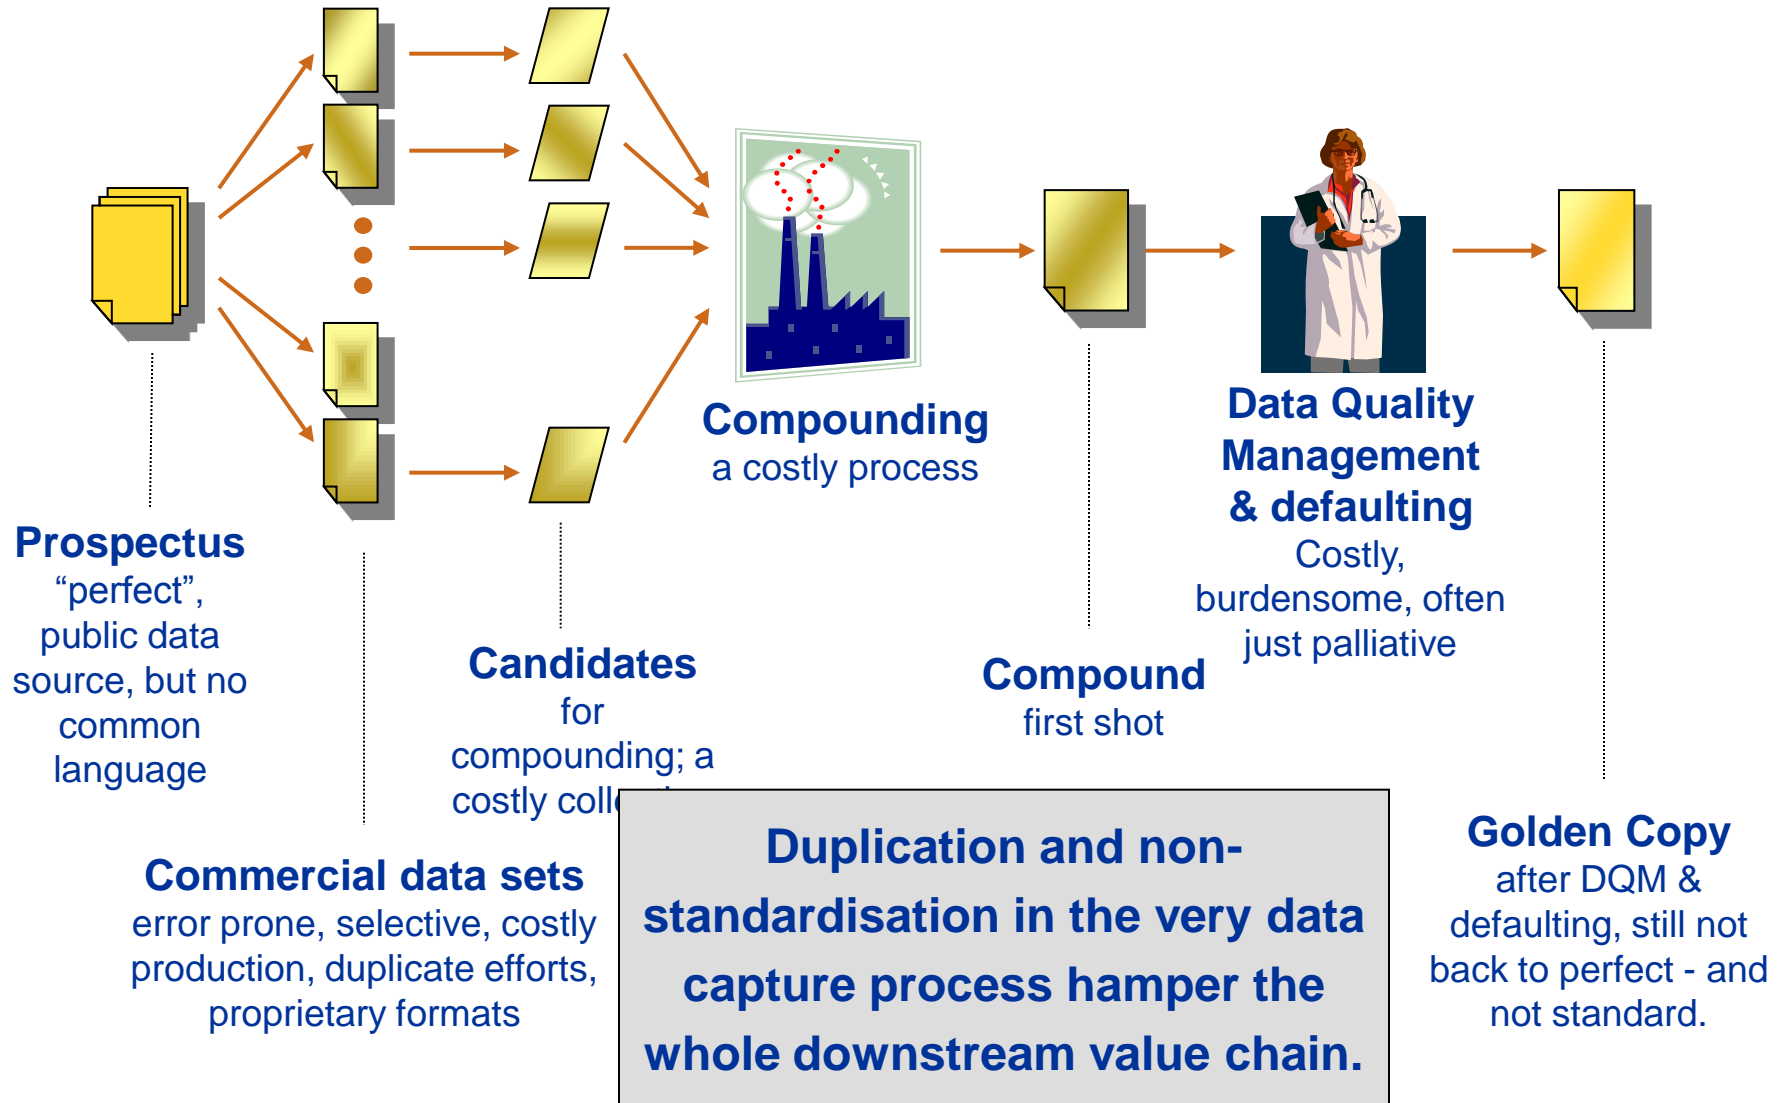 Compounding
a costly process
Data Quality
Management
& defaulting
Costly,
burdensome, often
just palliative
Prospectus
“perfect”,
public data
source, but no
common
language
Candidates
for
compounding; a
costly
Compound
first shot
Commercial data sets
error prone, selective, costly
production, duplicate efforts,
proprietary formats
Duplication and non-
standardisation in the very data
capture process hamper the
whole downstream value chain.
Golden Copy
after DQM &
defaulting, still not
back to perfect - and
not standard.